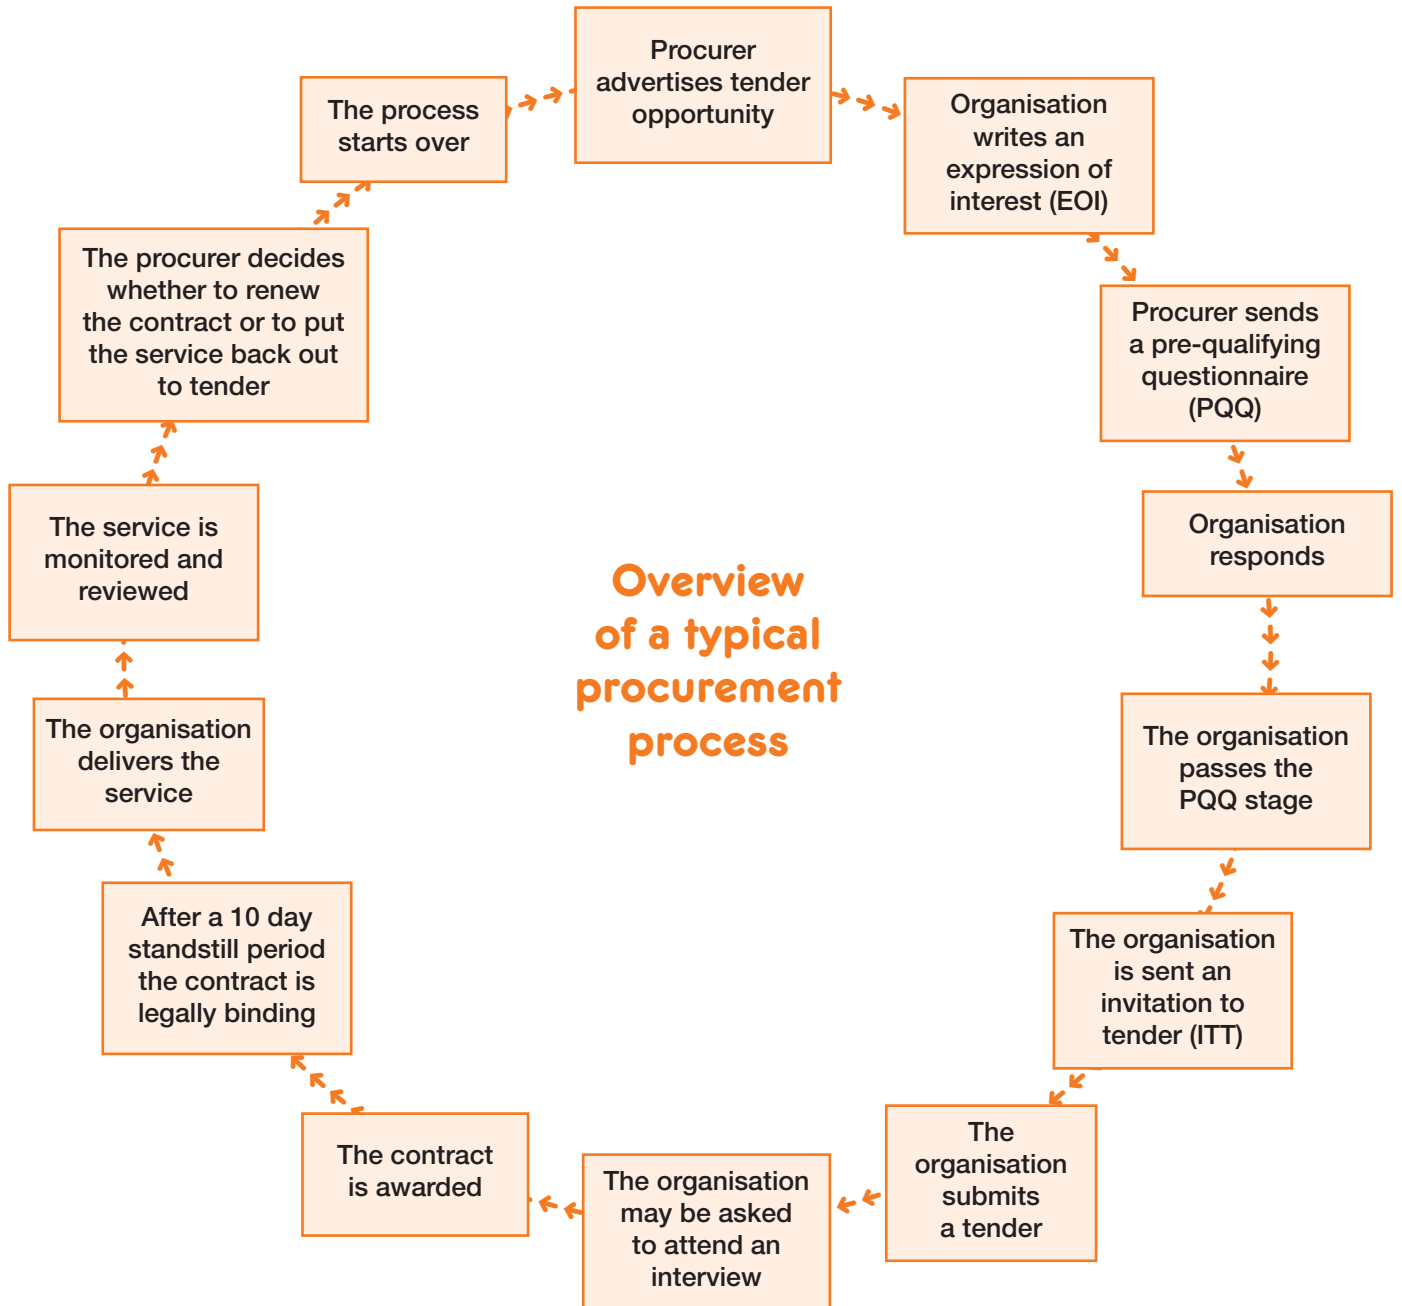 Procurer
advertises tender
opportunity
Organisation
writes an
expression of
interest (EOI)
Procurer sends
a pre-qualifying
questionnaire
(PQQ)
Organisation
responds
The organisation
passes the
PQQ stage
The organisation
is sent an
invitation to
tender (ITT)
The
organisation
submits
a tender
The organisation
may be asked
to attend an
interview
The contract
is awarded
After a 10 day
standstill period
the contract is
legally binding
The organisation
delivers the
service
The service is
monitored and
reviewed
The procurer decides
whether to renew
the contract or to put
the service back out
to tender
The process
starts over
Overview
of a typical
procurement
process